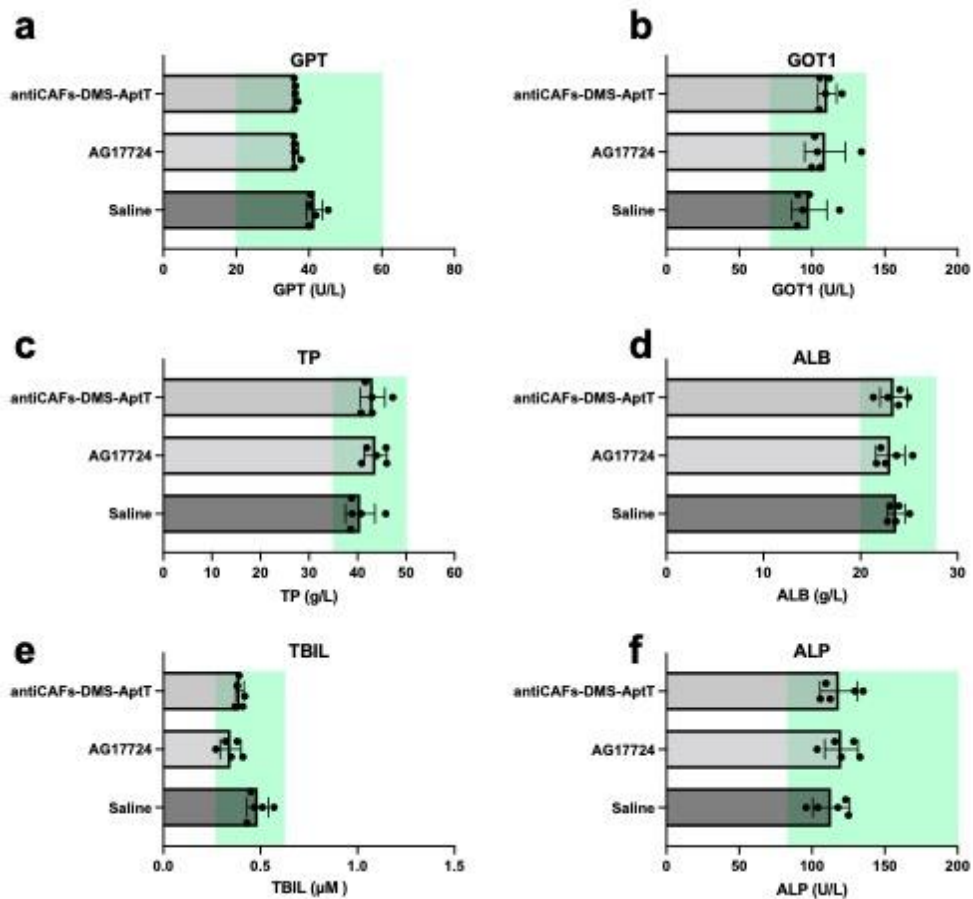 a
GPT
antiCAFs-DMS-AptT
AG17724
Saline
0 20 40 60 80
GPT (U/L)
b
GOT1
antiCAFs-DMS-AptT
AG17724
Saline
0 50 100 150 200
GOT1 (U/L)
c
TP
antiCAFs-DMS-AptT
AG17724
Saline
0 10 20 30 40 50 60
TP (g/L)
d
ALB
antiCAFs-DMS-AptT
AG17724
Saline
0 10 20 30
ALB (g/L)
e
TBIL
antiCAFs-DMS-AptT
AG17724
Saline
0.0 0.5 1.0 1.5
TBIL (µM )
f
ALP
antiCAFs-DMS-AptT
AG17724
Saline
0 50 100 150 200
ALP (U/L)